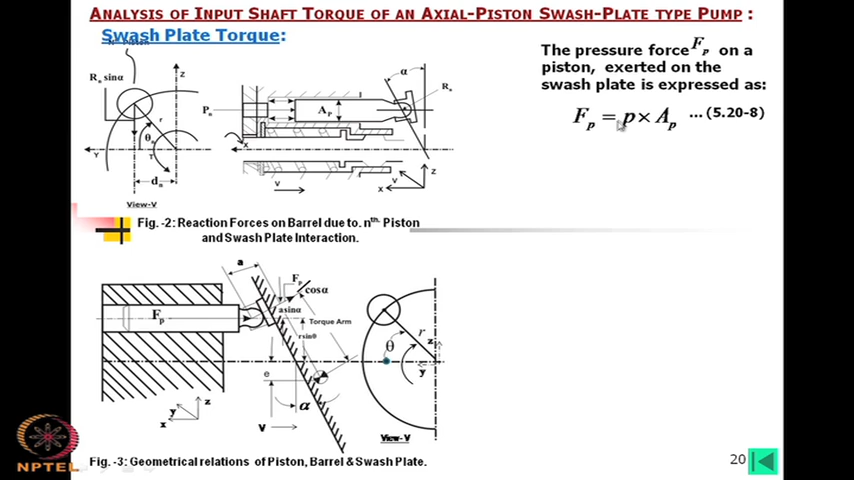 ANALYSIS OF INPUT SHAFT TORQUE OF AN AXIAL-PISTON SWASH-PLATE TYPE PUMP :
Swash Plate Torque:
The pressure force Fp on a
piston, exerted on the
swash plate is expressed as:
Fp = p × Ap ... (5.20-8)
Rn sinα
Z
r
θn
Y
T
dn
View-V
Pn
AP
α
Rn
V
X
Y
Z
Fig. -2: Reaction Forces on Barrel due to. nth. Piston
and Swash Plate Interaction.
a
Fp/cosα
Fp
asinα
Torque Arm
rsinθ
e
α
V
y
z
x
θ
r
z
y
View-V
NPTEL
Fig. -3: Geometrical relations of Piston, Barrel & Swash Plate.
20